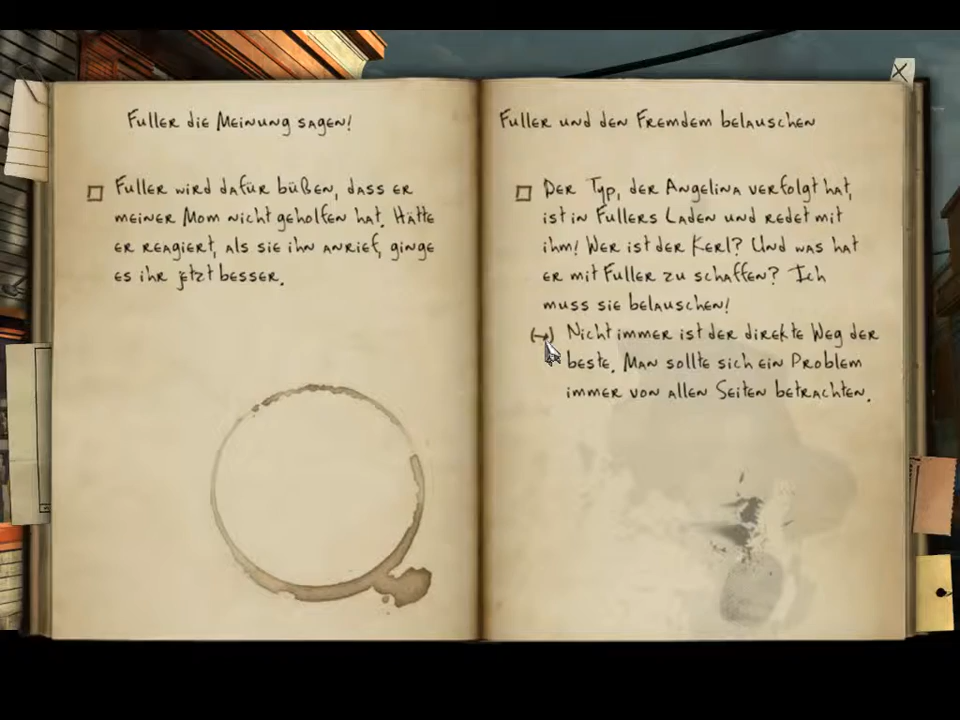 Fuller die Meinung sagen!
Fuller wird dafür büßen, dass er
meiner Mom nicht geholfen hat. Hätte
er reagiert, als sie ihn anrief, ginge
es ihr jetzt besser.
Fuller und den Fremdem belauschen
Der Typ, der Angelina verfolgt hat,
ist in Fullers Laden und redet mit
ihm! Wer ist der Kerl? Und was hat
er mit Fuller zu schaffen? Ich
muss sie belauschen!
Nicht immer ist der direkte Weg der
beste. Man sollte sich ein Problem
immer von allen Seiten betrachten.